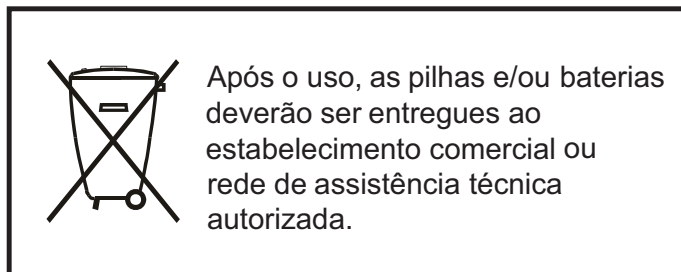 Após o uso, as pilhas e/ou baterias
deverão ser entregues ao
estabelecimento comercial ou
rede de assistência técnica
autorizada.